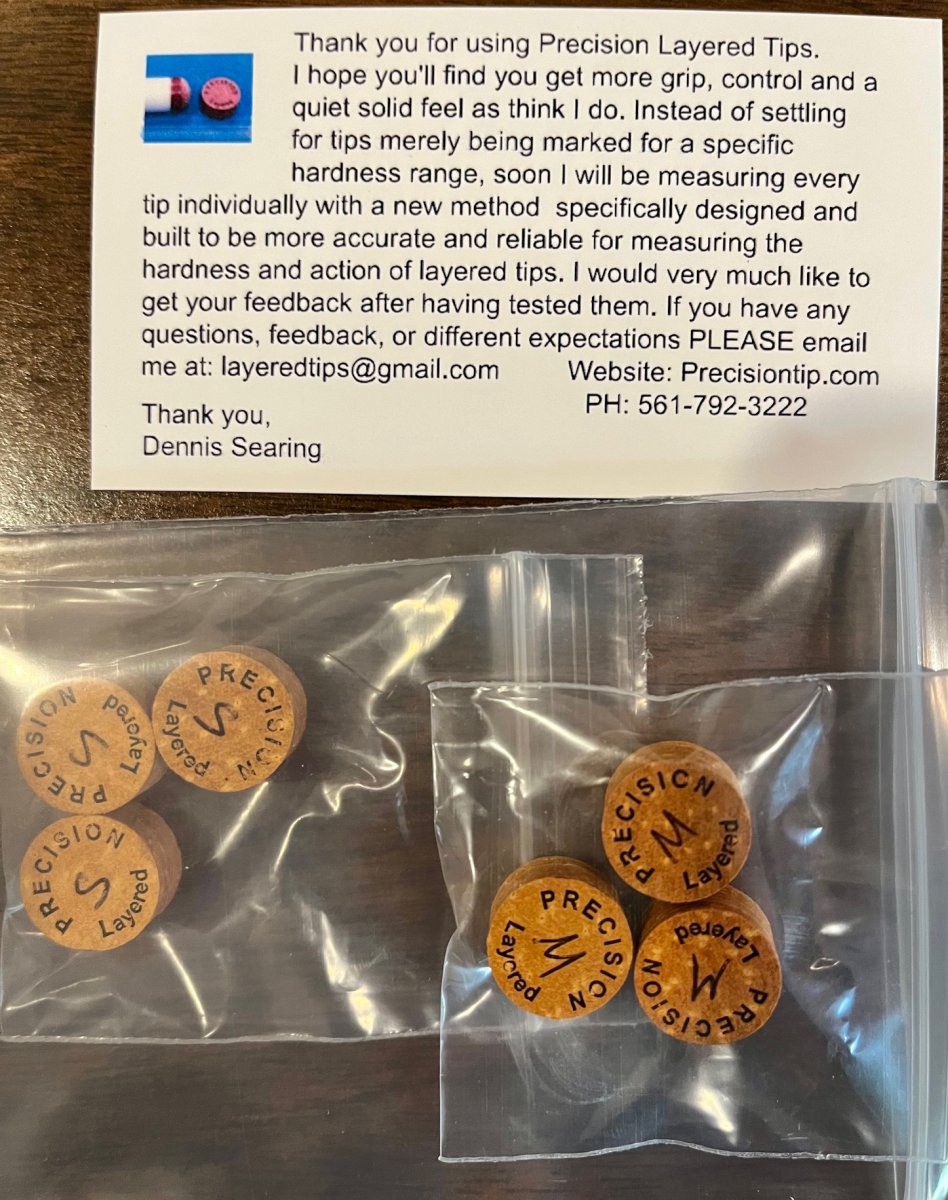 Thank you for using Precision Layered Tips.
I hope you'll find you get more grip, control and a
quiet solid feel as think I do. Instead of settling
for tips merely being marked for a specific
hardness range, soon I will be measuring every
tip individually with a new method specifically designed and
built to be more accurate and reliable for measuring the
hardness and action of layered tips. I would very much like to
get your feedback after having tested them. If you have any
questions, feedback, or different expectations PLEASE email
me at: layeredtips@gmail.com Website: Precisiontip.com
PH: 561-792-3222
Thank you,
Dennis Searing
PRECISION
S
Layered
PRECISION
S
Layered
PRECISION
S
Layered
PRECISION
M
Layered
PRECISION
M
Layered
PRECISION
M
Layered